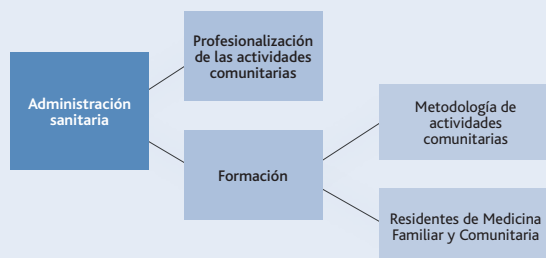 Administración
sanitaria
Profesionalización
de las actividades
comunitarias
Formación
Metodología de
actividades
comunitarias
Residentes de Medicina
Familiar y Comunitaria